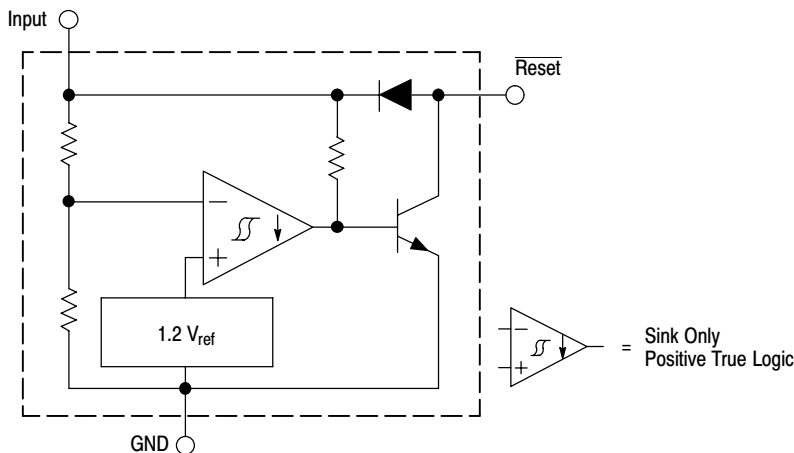 Input
Reset
−
+
1.2 Vref
GND
−
+
= Sink Only
Positive True Logic